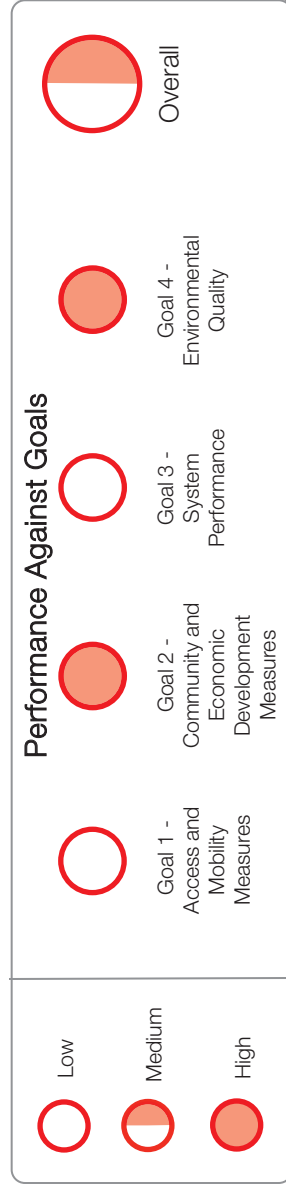 Low
Medium
High
Performance Against Goals
Goal 1 -
Access and
Mobility
Measures
Goal 2 -
Community and
Economic
Development
Measures
Goal 3 -
System
Performance
Goal 4 -
Environmental
Quality
Overall